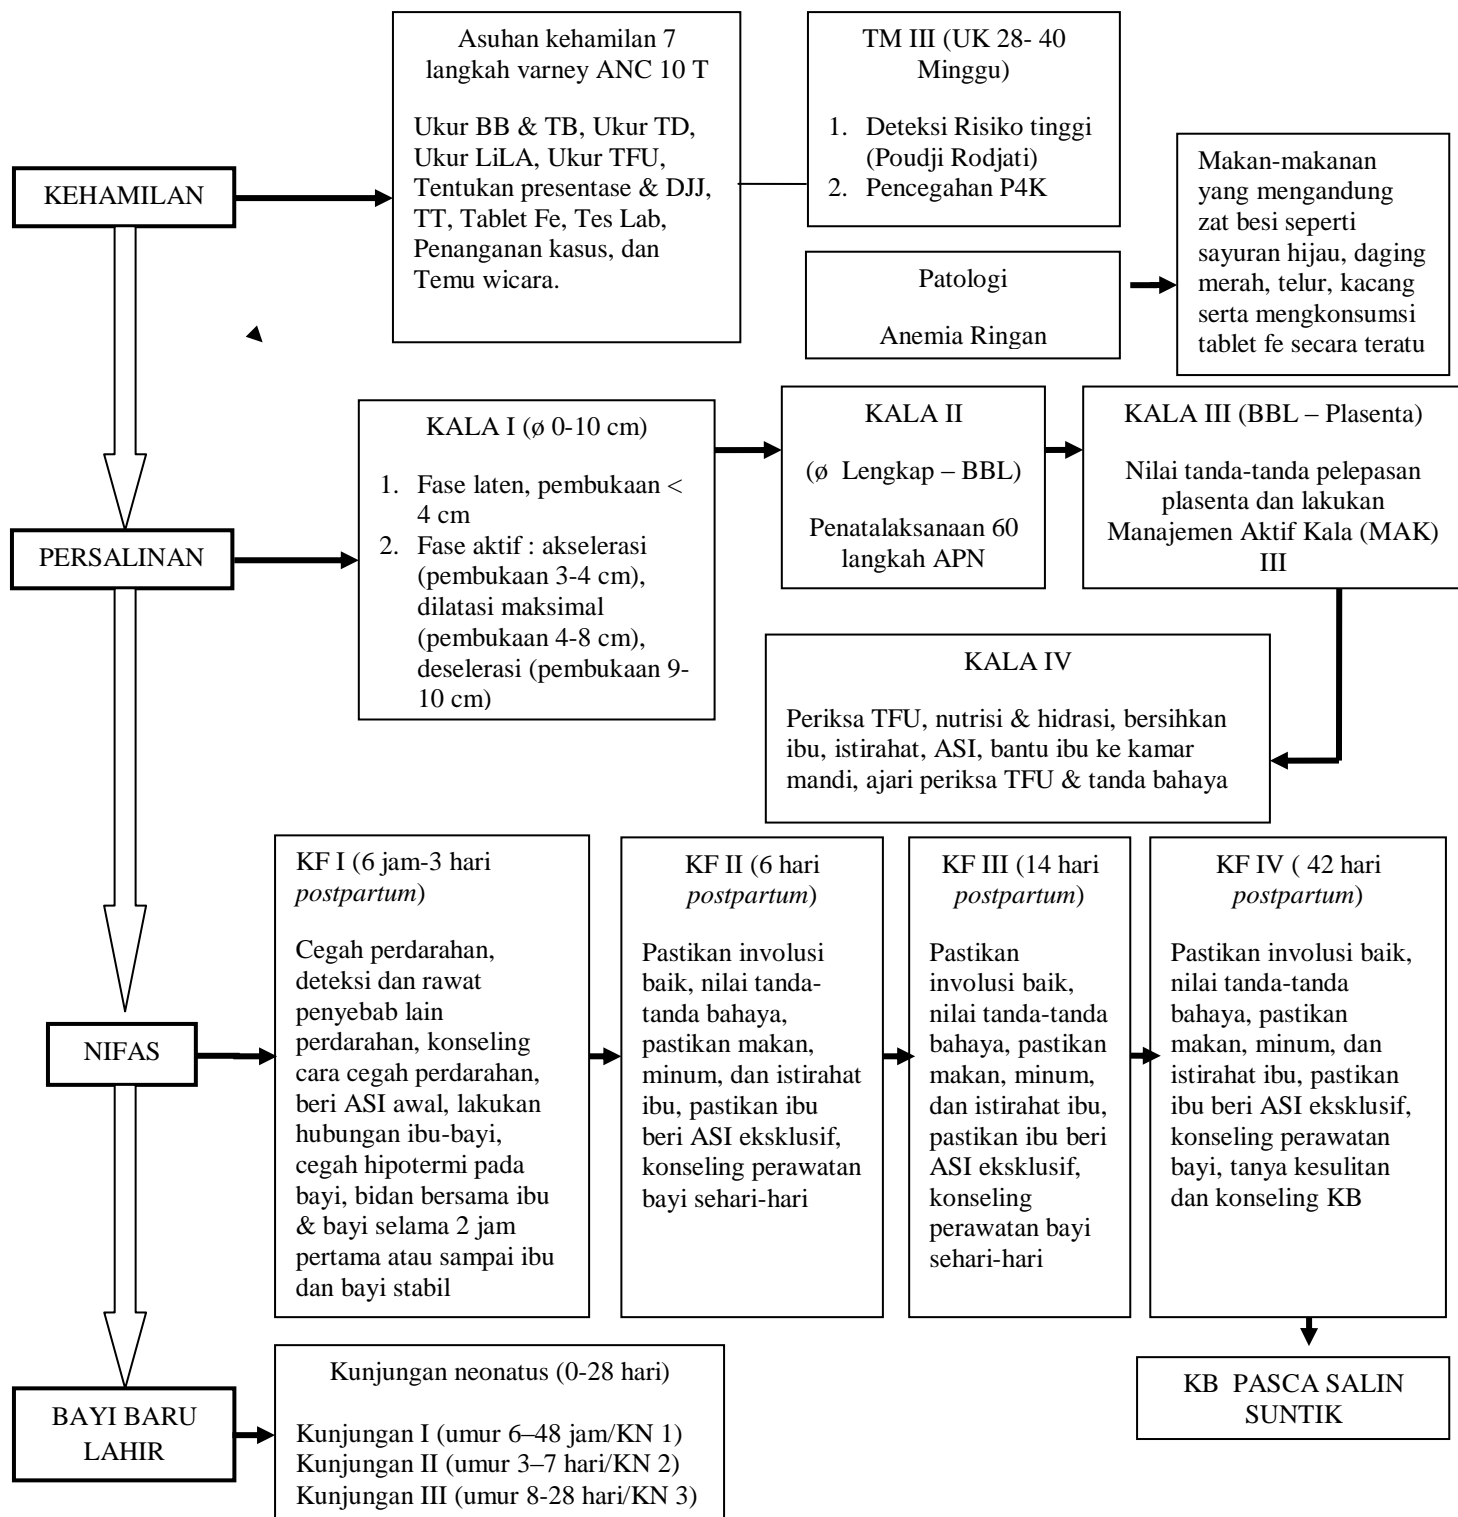 Asuhan kehamilan 7
langkah varney ANC 10 T
Ukur BB & TB, Ukur TD,
Ukur LiLA, Ukur TFU,
Tentukan presentase & DJJ,
TT, Tablet Fe, Tes Lab,
Penanganan kasus, dan
Temu wicara.
TM III (UK 28- 40
Minggu)
1. Deteksi Risiko tinggi
(Poudji Rodjati)
2. Pencegahan P4K
KEHAMILAN
Makan-makanan
yang mengandung
zat besi seperti
sayuran hijau, daging
merah, telur, kacang
serta mengkonsumsi
tablet fe secara teratu
Patologi
Anemia Ringan
KALA I (ø 0-10 cm)
1. Fase laten, pembukaan <
4 cm
2. Fase aktif : akselerasi
(pembukaan 3-4 cm),
dilatasi maksimal
(pembukaan 4-8 cm),
deselerasi (pembukaan 9-
10 cm)
KALA II
(ø Lengkap – BBL)
Penatalaksanaan 60
langkah APN
KALA III (BBL – Plasenta)
Nilai tanda-tanda pelepasan
plasenta dan lakukan
Manajemen Aktif Kala (MAK)
III
PERSALINAN
KALA IV
Periksa TFU, nutrisi & hidrasi, bersihkan
ibu, istirahat, ASI, bantu ibu ke kamar
mandi, ajari periksa TFU & tanda bahaya
KF I (6 jam-3 hari
postpartum)
Cegah perdarahan,
deteksi dan rawat
penyebab lain
perdarahan, konseling
cara cegah perdarahan,
beri ASI awal, lakukan
hubungan ibu-bayi,
cegah hipotermi pada
bayi, bidan bersama ibu
& bayi selama 2 jam
pertama atau sampai ibu
dan bayi stabil
KF II (6 hari
postpartum)
Pastikan involusi
baik, nilai tanda-
tanda bahaya,
pastikan makan,
minum, dan istirahat
ibu, pastikan ibu
beri ASI eksklusif,
konseling perawatan
bayi sehari-hari
KF III (14 hari
postpartum)
Pastikan
involusi baik,
nilai tanda-tanda
bahaya, pastikan
makan, minum,
dan istirahat ibu,
pastikan ibu beri
ASI eksklusif,
konseling
perawatan bayi
sehari-hari
KF IV ( 42 hari
postpartum)
Pastikan involusi baik,
nilai tanda-tanda
bahaya, pastikan
makan, minum, dan
istirahat ibu, pastikan
ibu beri ASI eksklusif,
konseling perawatan
bayi, tanya kesulitan
dan konseling KB
NIFAS
Kunjungan neonatus (0-28 hari)
Kunjungan I (umur 6–48 jam/KN 1)
Kunjungan II (umur 3–7 hari/KN 2)
Kunjungan III (umur 8-28 hari/KN 3)
KB PASCA SALIN
SUNTIK
BAYI BARU
LAHIR